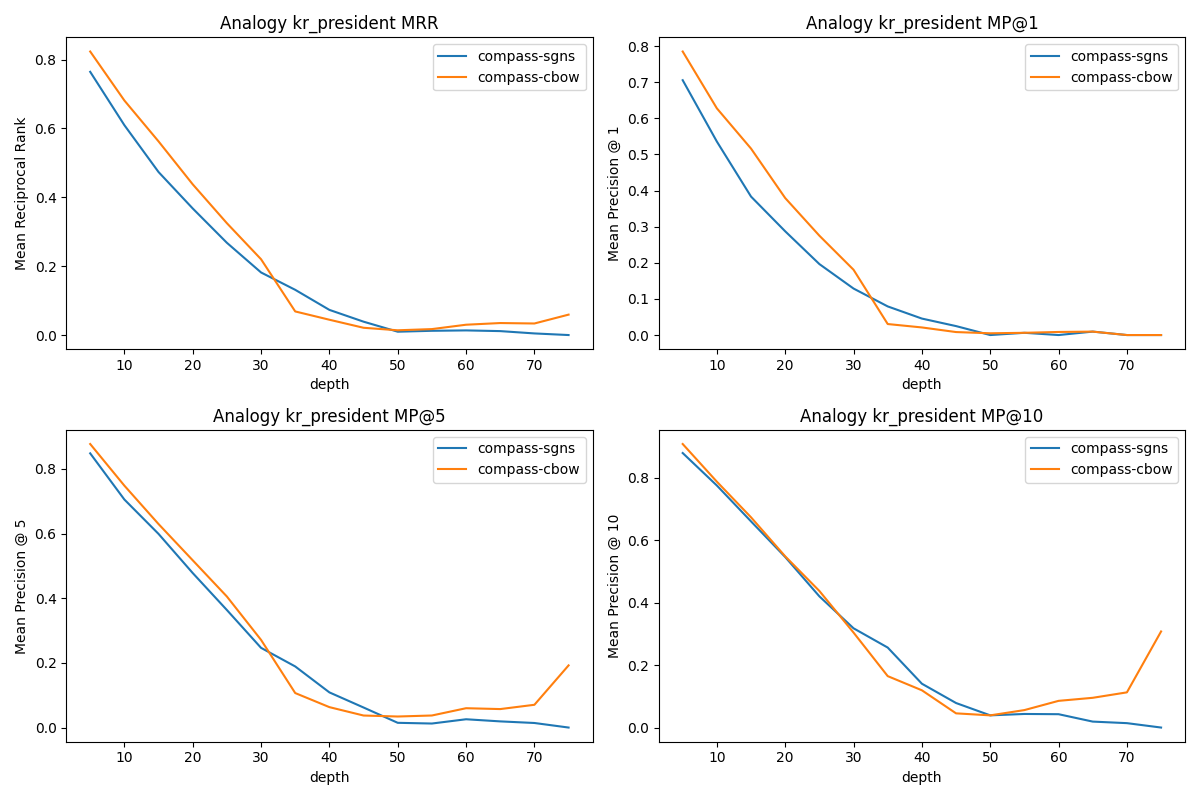 Analogy kr_president MRR
Mean Reciprocal Rank
0.8
0.6
0.4
0.2
0.0
10 20 30 40 50 60 70
depth
compass-sgns
compass-cbow
Analogy kr_president MP@1
Mean Precision @ 1
0.8
0.7
0.6
0.5
0.4
0.3
0.2
0.1
0.0
10 20 30 40 50 60 70
depth
compass-sgns
compass-cbow
Analogy kr_president MP@5
Mean Precision @ 5
0.8
0.6
0.4
0.2
0.0
10 20 30 40 50 60 70
depth
compass-sgns
compass-cbow
Analogy kr_president MP@10
Mean Precision @ 10
0.8
0.6
0.4
0.2
0.0
10 20 30 40 50 60 70
depth
compass-sgns
compass-cbow